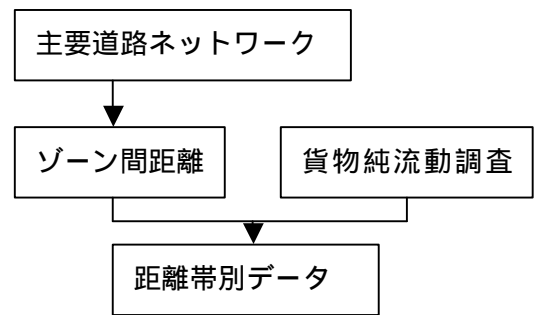 主要道路ネットワーク
ゾーン間距離
貨物純流動調査
距離帯別データ